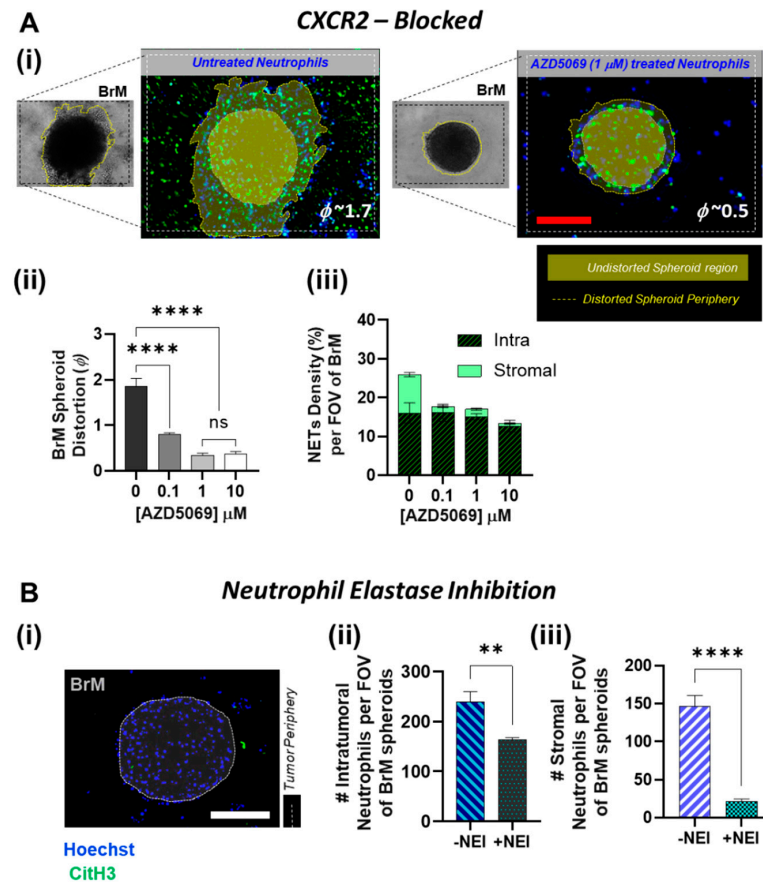 CXCR2 – Blocked
A
(i)
BrM
Untreated Neutrophils
ϕ~1.7
BrM
AZD5069 (1 μM) treated Neutrophils
ϕ~0.5
Undistorted Spheroid region
Distorted Spheroid Periphery
(ii)
BrM Spheroid
Distortion (ϕ)
3
2
1
0
****
****
ns
0 0.1 1 10
[AZD5069] μM
(iii)
NETs Density (%)
per FOV of BrM
40
30
20
10
0
Intra
Stromal
0 0.1 1 10
[AZD5069] μM
B
Neutrophil Elastase Inhibition
(i)
BrM
Tumor Periphery
Hoechst
CitH3
(ii)
# Intratumoral
Neutrophils per FOV
of BrM spheroids
300
200
100
0
**
-NEI +NEI
(iii)
# Stromal
Neutrophils per FOV
of BrM spheroids
200
150
100
50
0
****
-NEI +NEI